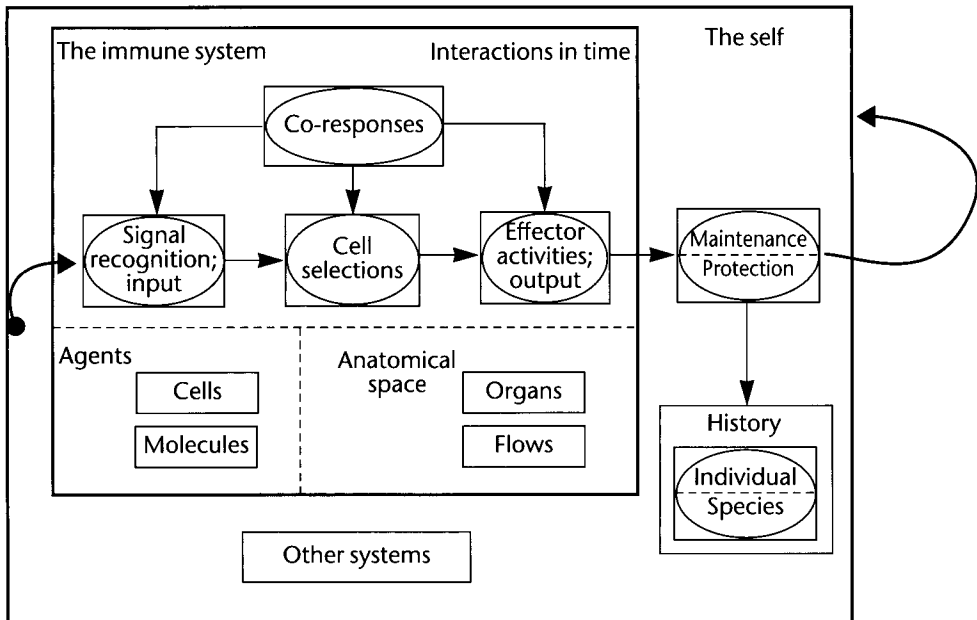 The immune system
Interactions in time
The self
Co-responses
Signal
recognition;
input
Cell
selections
Effector
activities;
output
Maintenance
Protection
Agents
Cells
Molecules
Anatomical
space
Organs
Flows
History
Individual
Species
Other systems